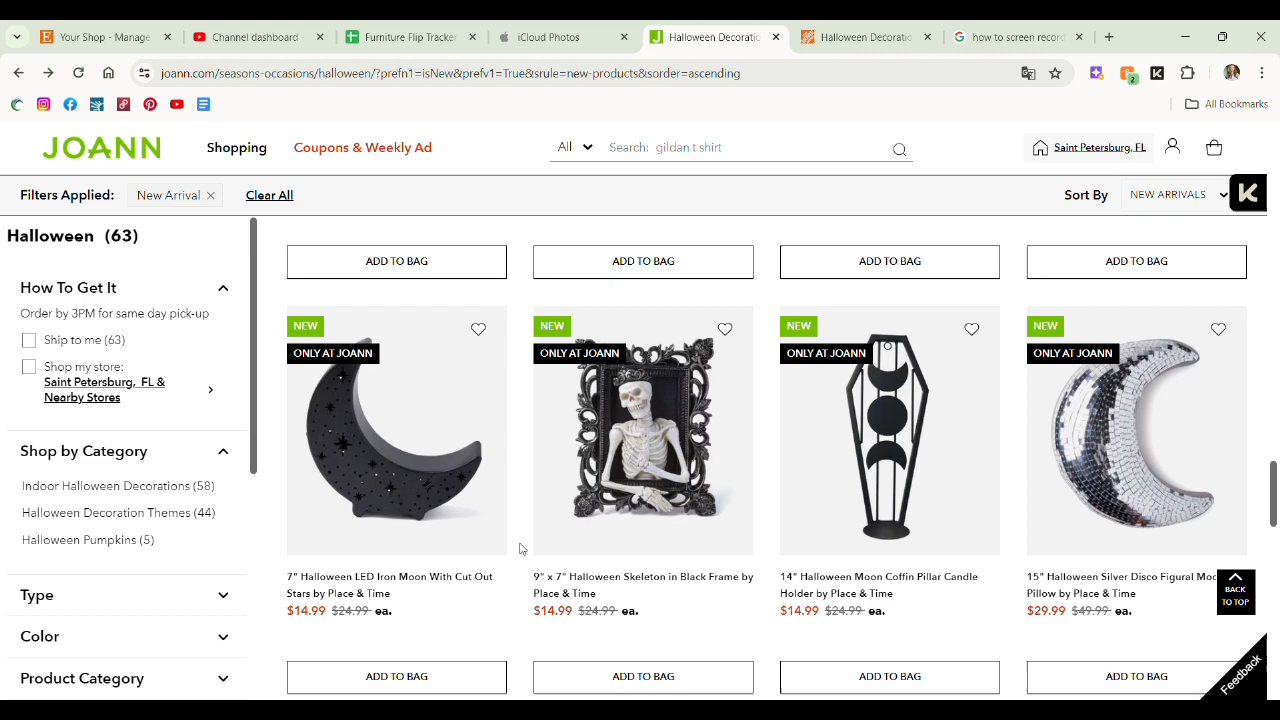 Your Shop - Manage
Channel dashboard -
Furniture Flip Tracker
iCloud Photos
Halloween Decoratio
Halloween Decoratio
how to screen record
joann.com/seasons-occasions/halloween/?prefn1=isNew&prefv1=True&srule=new-products&sorder=ascending
2
All Bookmarks
JOANN
Shopping
Coupons & Weekly Ad
All
Search: gildan t shirt
Saint Petersburg, FL
Filters Applied:
New Arrival
Clear All
Sort By
NEW ARRIVALS
Halloween (63)
How To Get It
Order by 3PM for same day pick-up
Ship to me (63)
Shop my store:
Saint Petersburg, FL &
Nearby Stores
Shop by Category
Indoor Halloween Decorations (58)
Halloween Decoration Themes (44)
Halloween Pumpkins (5)
Type
Color
Product Category
ADD TO BAG
ADD TO BAG
ADD TO BAG
ADD TO BAG
NEW
ONLY AT JOANN
NEW
ONLY AT JOANN
NEW
ONLY AT JOANN
NEW
ONLY AT JOANN
7" Halloween LED Iron Moon With Cut Out
Stars by Place & Time
$14.99 $24.99 ea.
9" x 7" Halloween Skeleton in Black Frame by
Place & Time
$14.99 $24.99 ea.
14" Halloween Moon Coffin Pillar Candle
Holder by Place & Time
$14.99 $24.99 ea.
15" Halloween Silver Disco Figural Moo
Pillow by Place & Time
$29.99 $49.99 ea.
ADD TO BAG
ADD TO BAG
ADD TO BAG
ADD TO BAG
BACK
TO TOP
Feedback